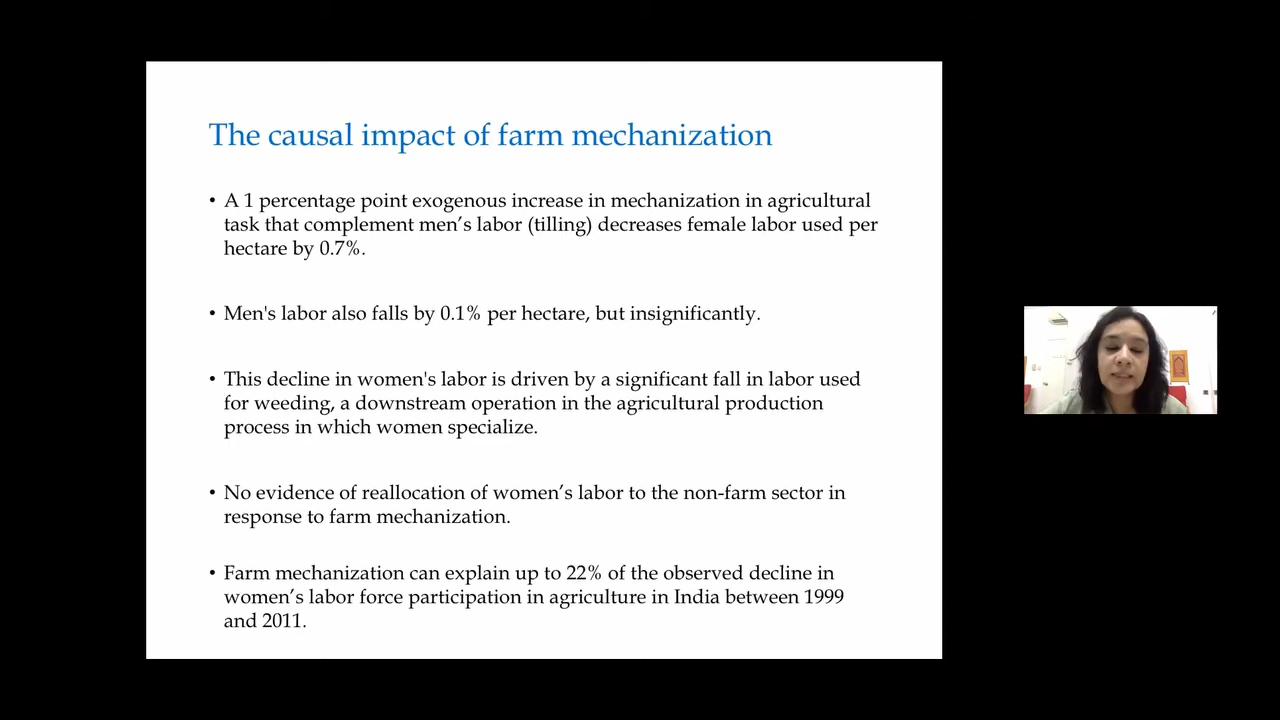 The causal impact of farm mechanization
• A 1 percentage point exogenous increase in mechanization in agricultural
task that complement men’s labor (tilling) decreases female labor used per
hectare by 0.7%.
• Men's labor also falls by 0.1% per hectare, but insignificantly.
• This decline in women's labor is driven by a significant fall in labor used
for weeding, a downstream operation in the agricultural production
process in which women specialize.
• No evidence of reallocation of women’s labor to the non-farm sector in
response to farm mechanization.
• Farm mechanization can explain up to 22% of the observed decline in
women’s labor force participation in agriculture in India between 1999
and 2011.